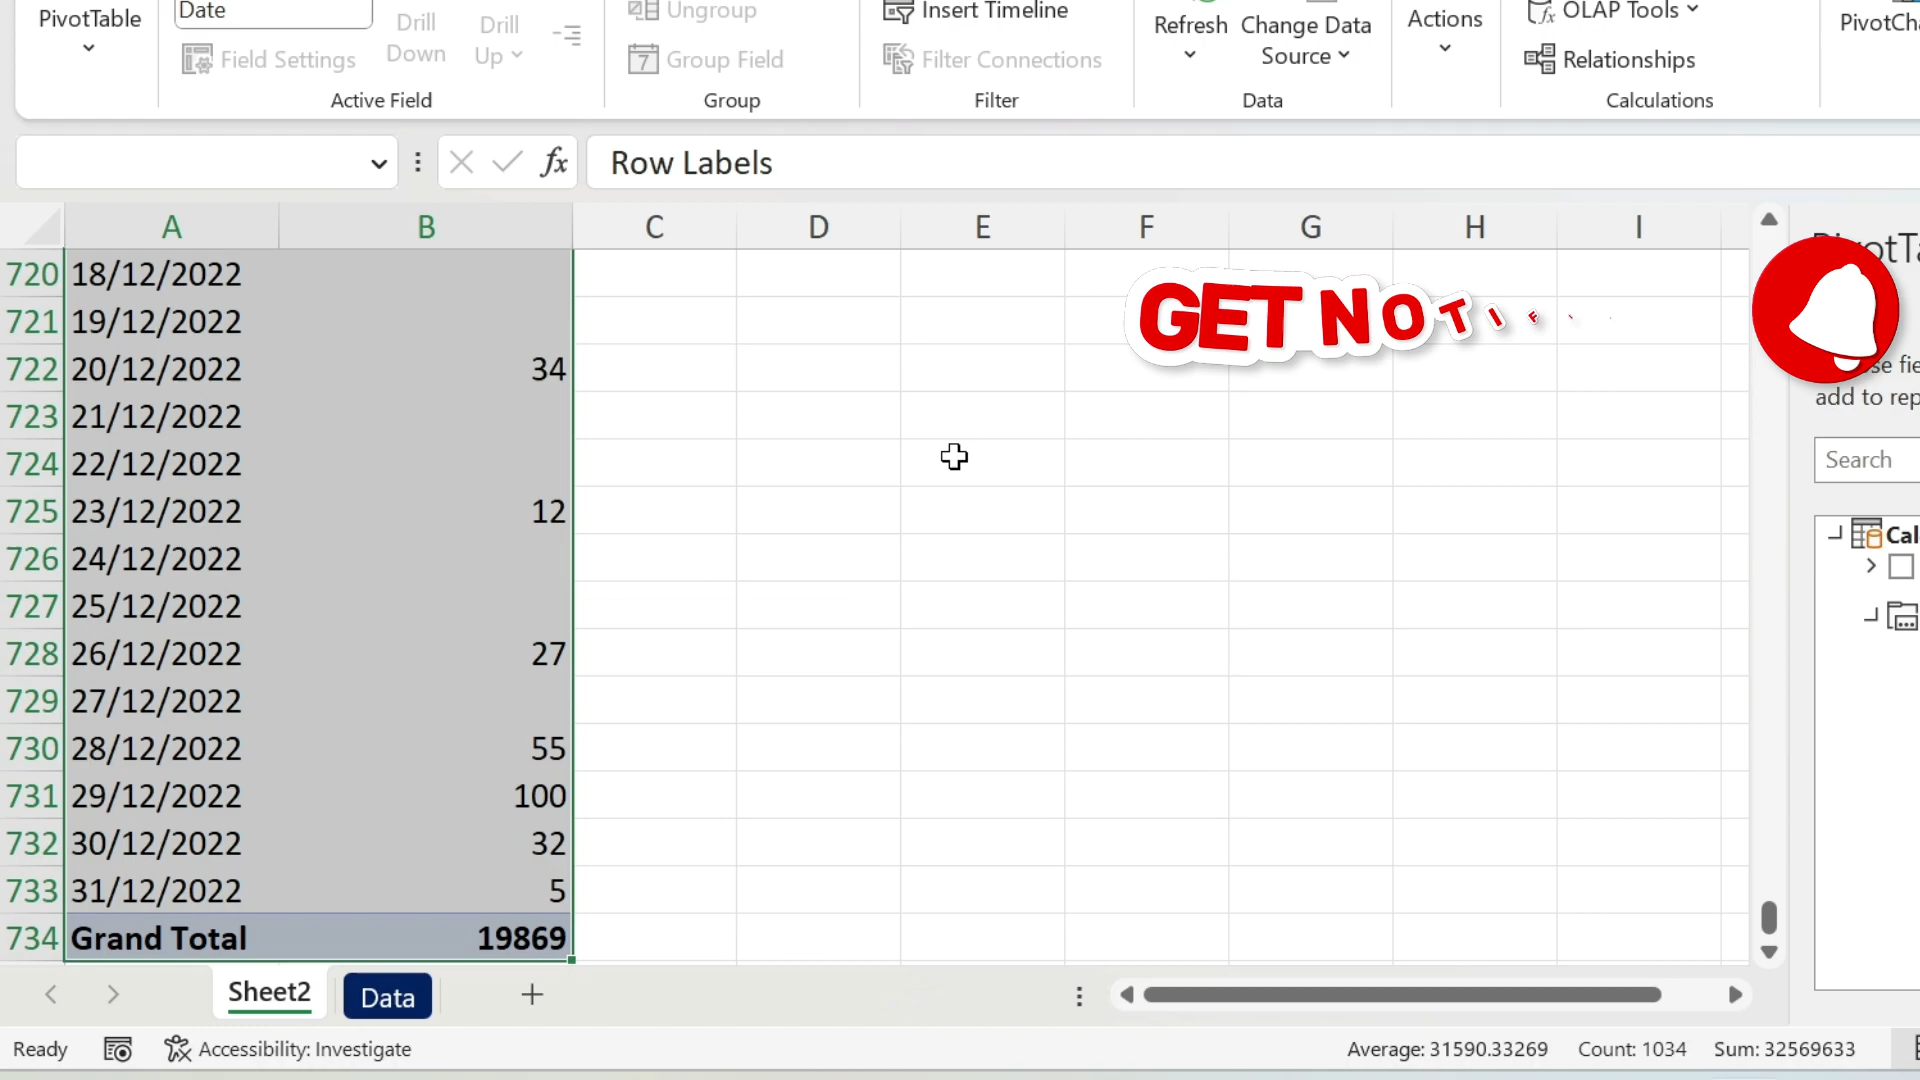 PivotTable
Date
Drill
Down
Drill
Up
Field Settings
Active Field
Ungroup
Group Field
Group
Insert Timeline
Filter Connections
Filter
Refresh
Change Data
Source
Data
Actions
OLAP Tools
Relationships
Calculations
fx
Row Labels
A B C D E F G H I
720 18/12/2022
721 19/12/2022
722 20/12/2022 34
723 21/12/2022
724 22/12/2022
725 23/12/2022 12
726 24/12/2022
727 25/12/2022
728 26/12/2022 27
729 27/12/2022
730 28/12/2022 55
731 29/12/2022 100
732 30/12/2022 32
733 31/12/2022 5
734 Grand Total 19869
GET NOTIF
add to
Search
Sheet2 Data
Ready Accessibility: Investigate Average: 31590.33269 Count: 1034 Sum: 32569633